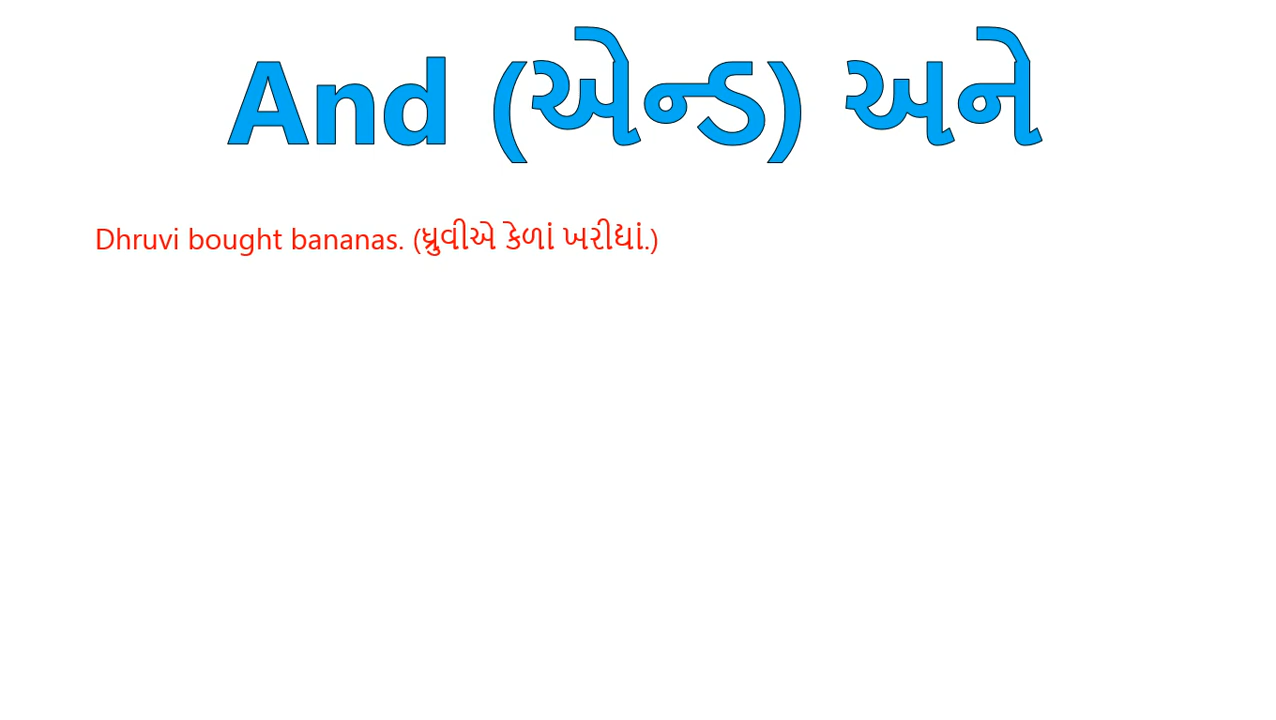 And (એન્ડ) અને
Dhruvi bought bananas. (ધ્રુવીએ કેળાં ખરીદ્યાં.)